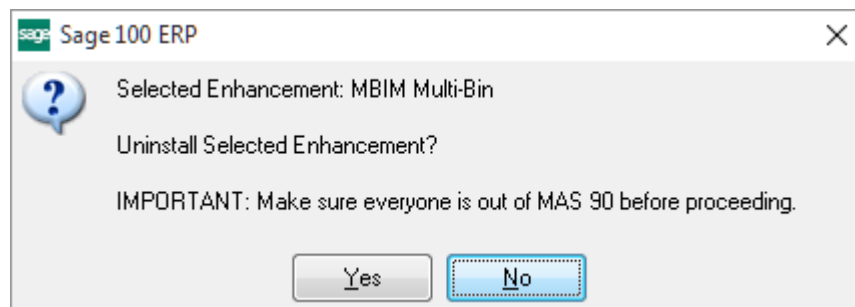 sage Sage 100 ERP
?
Selected Enhancement: MBIM Multi-Bin
Uninstall Selected Enhancement?
IMPORTANT: Make sure everyone is out of MAS 90 before proceeding.
Yes No